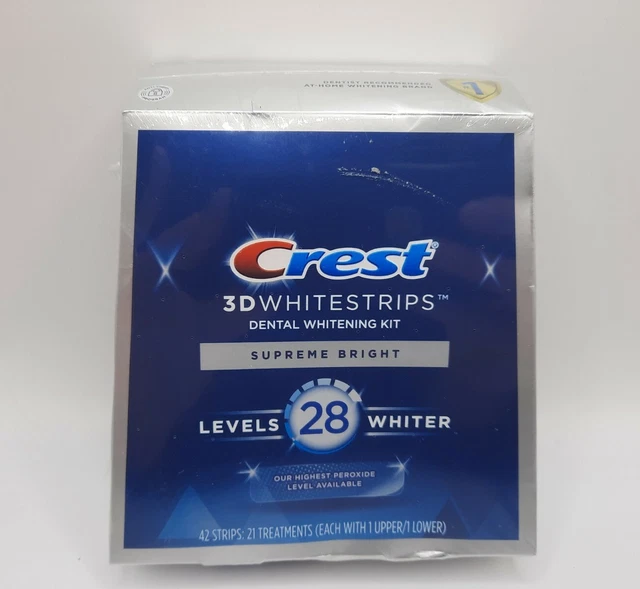 DENTIST RECOMMENDED
AT-HOME WHITENING BRAND
Crest®
3DWHITESTRIPS™
DENTAL WHITENING KIT
SUPREME BRIGHT
LEVELS 28 WHITER
OUR HIGHEST PEROXIDE
LEVEL AVAILABLE
42 STRIPS: 21 TREATMENTS (EACH WITH 1 UPPER/1 LOWER)